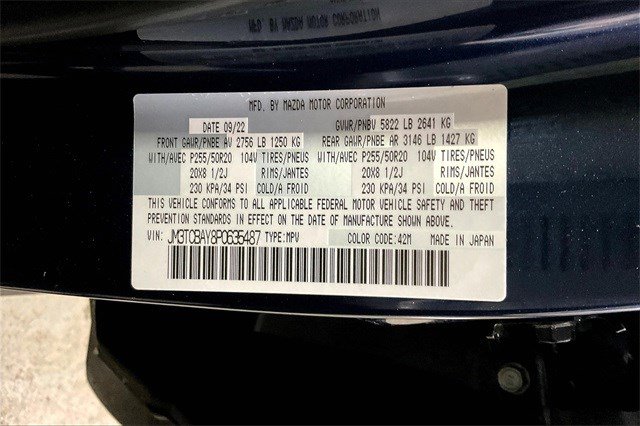 MFD. BY MAZDA MOTOR CORPORATION
DATE 09/22 GVWR/PNBV 5822 LB 2641 KG
FRONT GAWR/PNBE AV 2756 LB 1250 KG REAR GAWR/PNBE AR 3146 LB 1427 KG
WITH/AVEC P255/50R20 104V TIRES/PNEUS WITH/AVEC P255/50R20 104V TIRES/PNEUS
20X8 1/2J RIMS/JANTES 20X8 1/2J RIMS/JANTES
230 KPA/34 PSI COLD/A FROID 230 KPA/34 PSI COLD/A FROID
THIS VEHICLE CONFORMS TO ALL APPLICABLE FEDERAL MOTOR VEHICLE SAFETY AND THEFT
PREVENTION STANDARDS IN EFFECT ON THE DATE OF MANUFACTURE SHOWN ABOVE.
VIN: JM3TCBAY8P0635487 TYPE:MPV COLOR CODE:42M MADE IN JAPAN